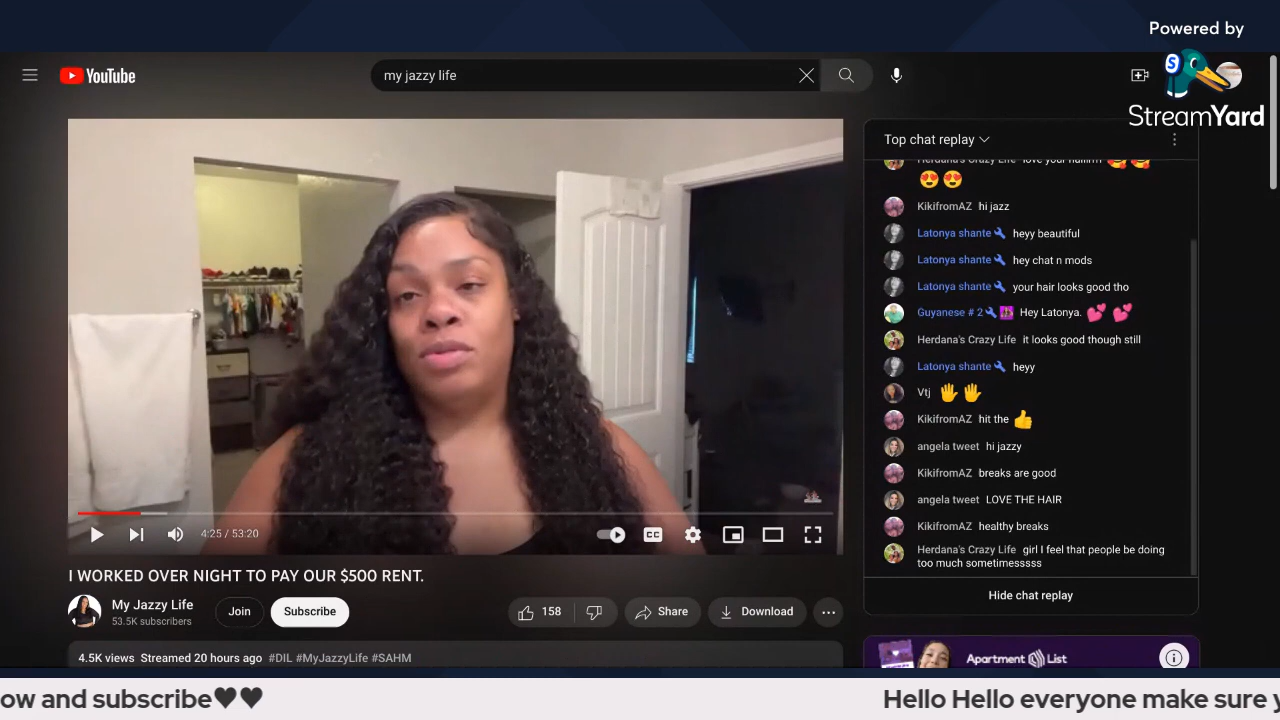 Powered by
StreamYard
YouTube
my jazzy life
Top chat replay
Herdana's Crazy Life love your hairrrrr 🥰 🥰
😍 😍
KikifromAZ hi jazz
Latonya shante 🔧 heyy beautiful
Latonya shante 🔧 hey chat n mods
Latonya shante 🔧 your hair looks good tho
Guyanese # 2 🔧 Hey Latonya. 💕 💕
Herdana's Crazy Life it looks good though still
Latonya shante 🔧 heyy
Vtj 🖐 🖐
KikifromAZ hit the 👍
angela tweet hi jazzy
KikifromAZ breaks are good
angela tweet LOVE THE HAIR
KikifromAZ healthy breaks
Herdana's Crazy Life girl I feel that people be doing
too much sometimesssss
Hide chat replay
4:25 / 53:20
CC
I WORKED OVER NIGHT TO PAY OUR $500 RENT.
My Jazzy Life
53.5K subscribers
Join
Subscribe
158
Share
Download
4.5K views Streamed 20 hours ago #DIL #MyJazzyLife #SAHM
Apartment List
ow and subscribe♥♥
Hello Hello everyone make sure y